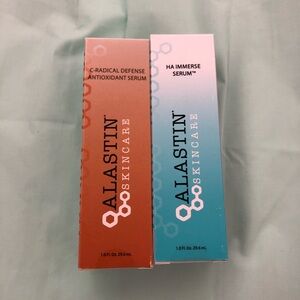 C-RADICAL DEFENSE
ANTIOXIDANT SERUM
ALASTIN
SKINCARE
1.0 fl. Oz. 29.6 mL
HA IMMERSE
SERUM™
ALASTIN
SKINCARE
1.0 fl. Oz. 29.6 mL